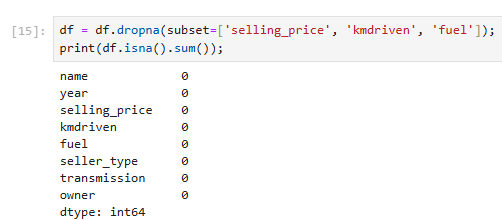 [15]: df = df.dropna(subset=['selling_price', 'kmdriven', 'fuel']);
print(df.isna().sum());
name 0
year 0
selling_price 0
kmdriven 0
fuel 0
seller_type 0
transmission 0
owner 0
dtype: int64